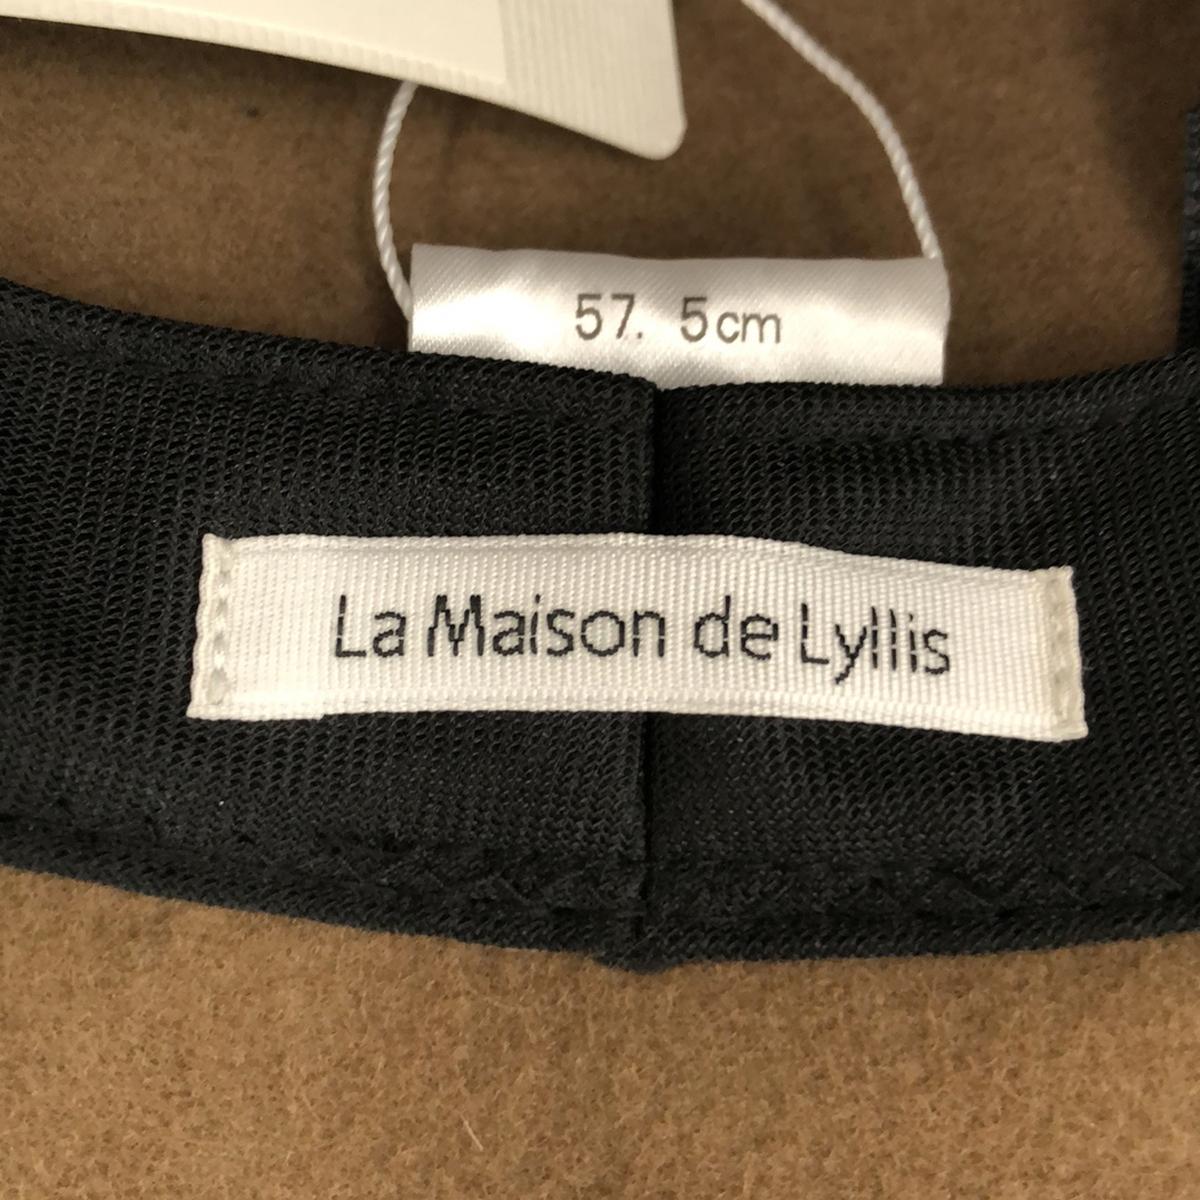 57. 5cm
La Maison de Lyllis